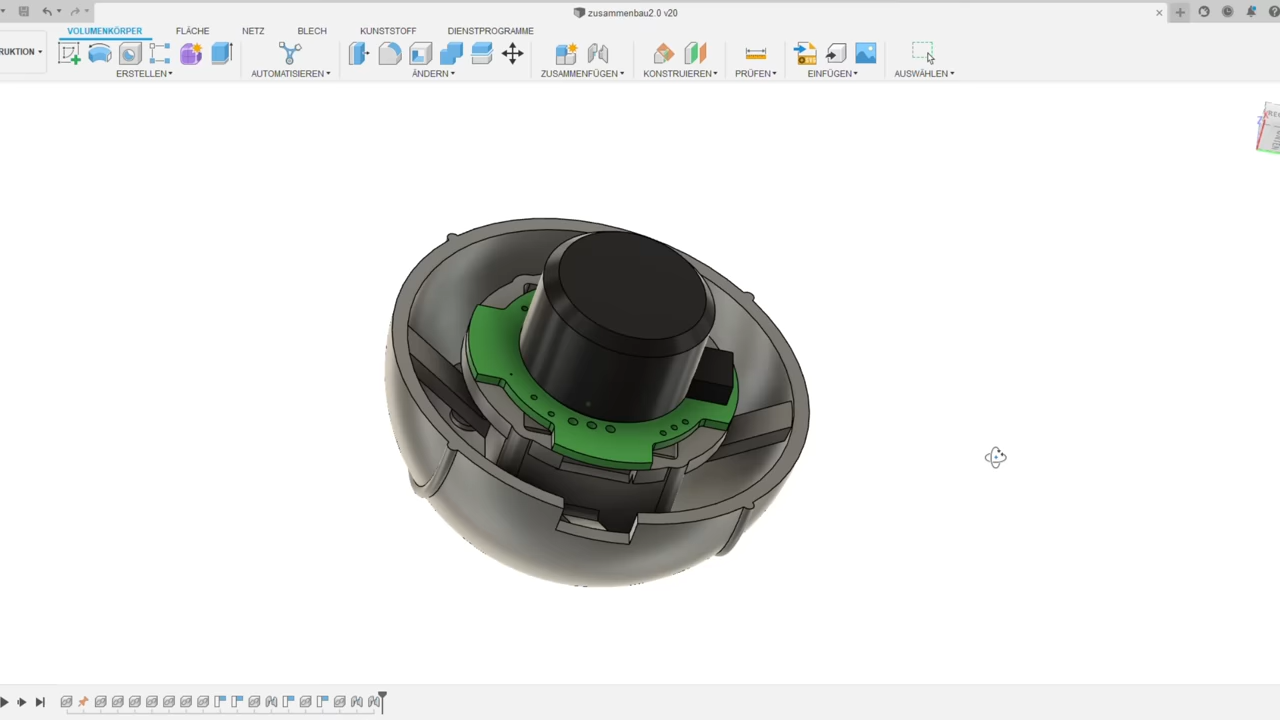 zusammenbau2.0 v20
VOLUMENKÖRPER FLÄCHE NETZ BLECH KUNSTSTOFF DIENSTPROGRAMME
RUKTION
ERSTELLEN AUTOMATISIEREN ÄNDERN ZUSAMMENFÜGEN KONSTRUIEREN PRÜFEN EINFÜGEN AUSWÄHLEN